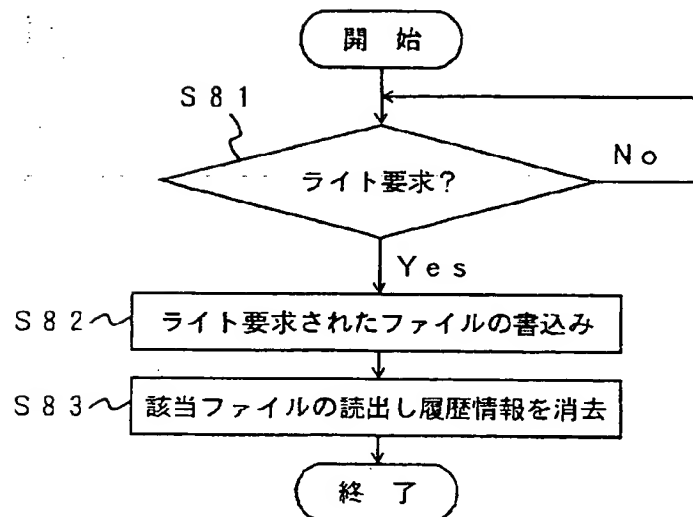 開 始
S81
ライト要求?
No
Yes
S82
ライト要求されたファイルの書込み
S83
該当ファイルの読出し履歴情報を消去
終 了